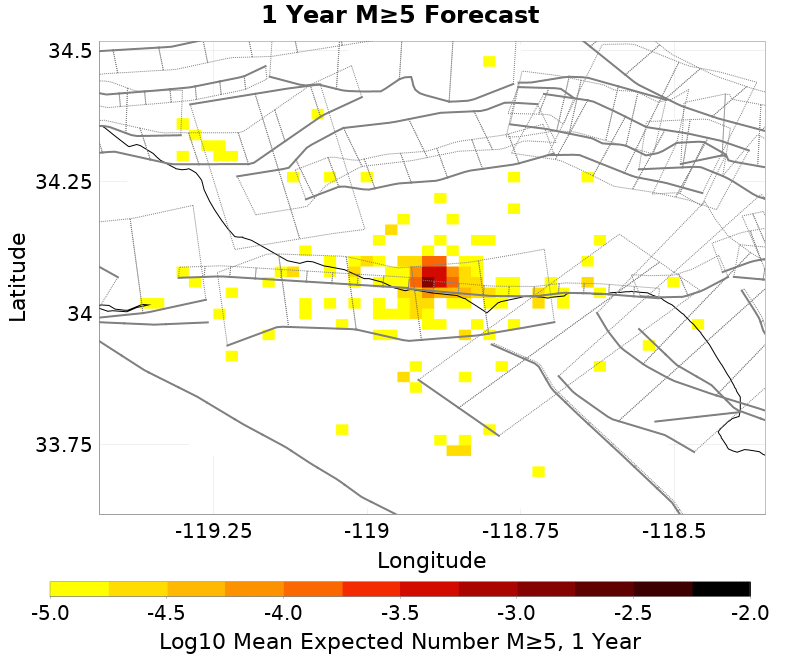 1 Year M≥5 Forecast
34.5
34.25
34
33.75
Latitude
-119.25 -119 -118.75 -118.5
Longitude
-5.0 -4.5 -4.0 -3.5 -3.0 -2.5 -2.0
Log10 Mean Expected Number M≥5, 1 Year